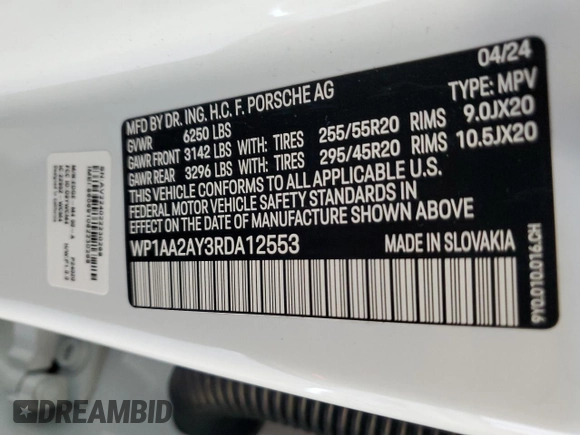 04/24
MFD BY DR. ING. H.C. F. PORSCHE AG
TYPE: MPV
GVWR 6250 LBS
GAWR FRONT 3142 LBS WITH: TIRES 255/55R20 RIMS 9.0JX20
GAWR REAR 3296 LBS WITH: TIRES 295/45R20 RIMS 10.5JX20
THIS VEHICLE CONFORMS TO ALL APPLICABLE
FEDERAL MOTOR VEHICLE SAFETY STANDARDS IN
EFFECT ON THE DATE OF MANUFACTURE SHOWN ABOVE
WP1AA2AY3RDA12553 MADE IN SLOVAKIA
9Y0.010.016.CH
DREAMBID